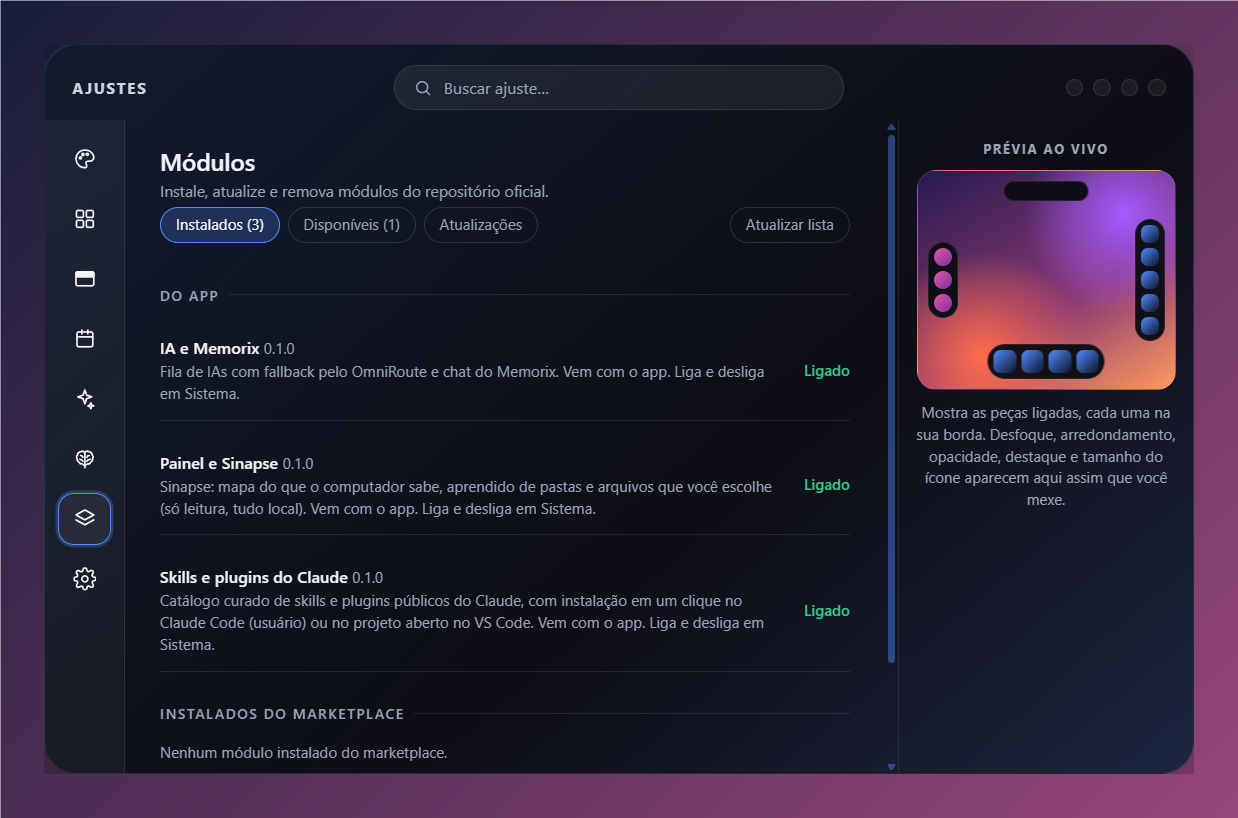 AJUSTES
Buscar ajuste...
Módulos
Instale, atualize e remova módulos do repositório oficial.
Instalados (3)
Disponíveis (1)
Atualizações
Atualizar lista
DO APP
IA e Memorix 0.1.0
Fila de IAs com fallback pelo OmniRoute e chat do Memorix. Vem com o app. Liga e desliga
em Sistema.
Ligado
Painel e Sinapse 0.1.0
Sinapse: mapa do que o computador sabe, aprendido de pastas e arquivos que você escolhe
(só leitura, tudo local). Vem com o app. Liga e desliga em Sistema.
Ligado
Skills e plugins do Claude 0.1.0
Catálogo curado de skills e plugins públicos do Claude, com instalação em um clique no
Claude Code (usuário) ou no projeto aberto no VS Code. Vem com o app. Liga e desliga em
Sistema.
Ligado
INSTALADOS DO MARKETPLACE
Nenhum módulo instalado do marketplace.
PRÉVIA AO VIVO
Mostra as peças ligadas, cada uma na
sua borda. Desfoque, arredondamento,
opacidade, destaque e tamanho do
ícone aparecem aqui assim que você
mexe.